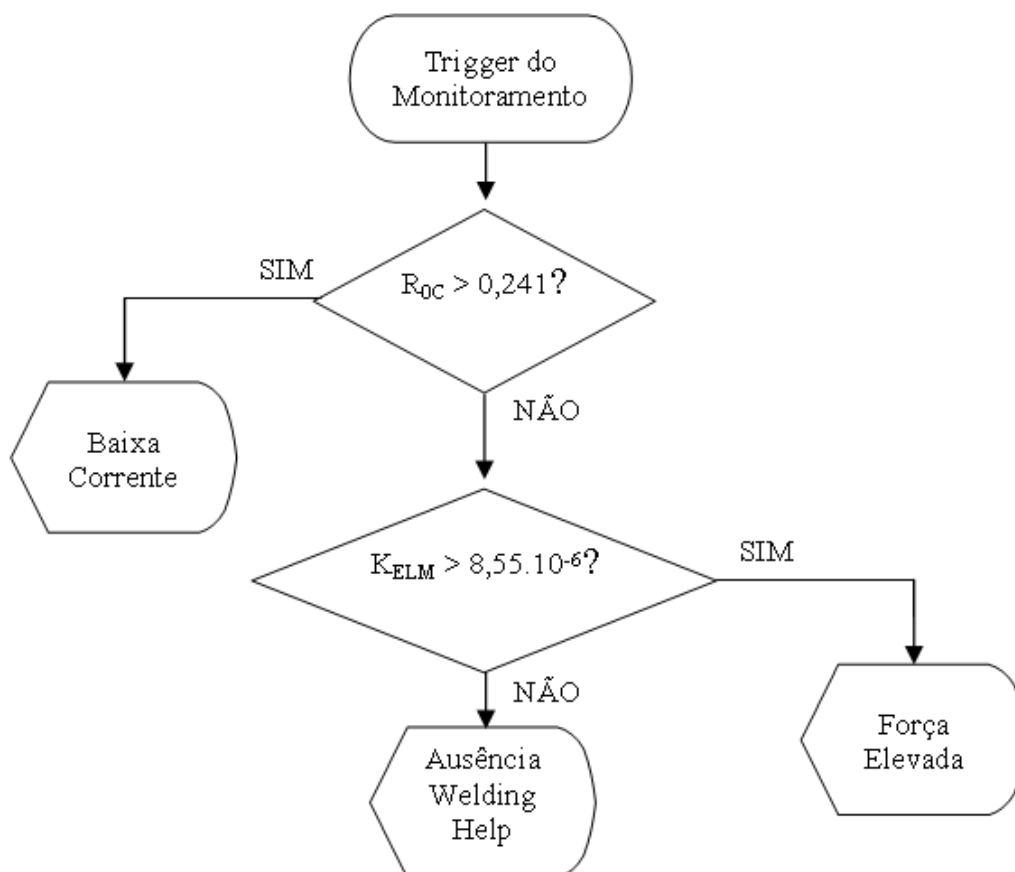 Trigger do
Monitoramento
R0C > 0,241?
SIM
NÃO
Baixa
Corrente
KELM > 8,55.10-6?
SIM
NÃO
Ausência
Welding
Help
Força
Elevada